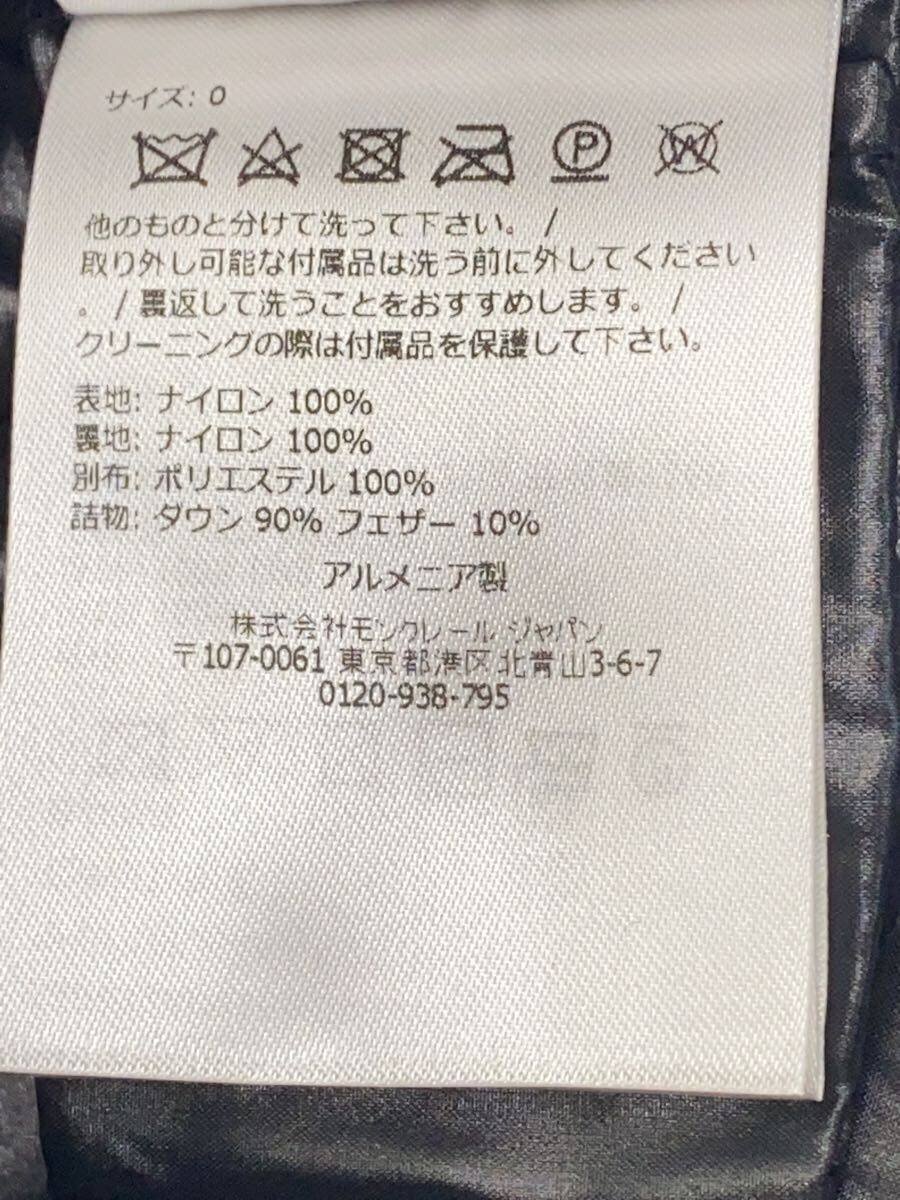 サイズ: 0
P W
他のものと分けて洗って下さい。 /
取り外し可能な付属品は洗う前に外してください
。 / 裏返して洗うことをおすすめします。 /
クリーニングの際は付属品を保護して下さい。
表地: ナイロン 100%
裏地: ナイロン 100%
別布: ポリエステル 100%
詰物: ダウン 90% フェザー 10%
アルメニア製
株式会社モンクレール ジャパン
〒107-0061 東京都港区北青山3-6-7
0120-938-795